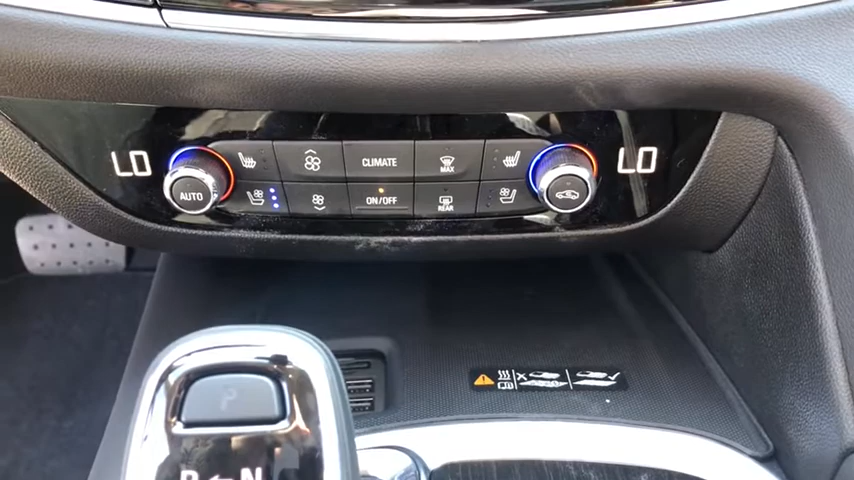 LO
AUTO
CLIMATE
ON/OFF
MAX
REAR
LO
P
R N